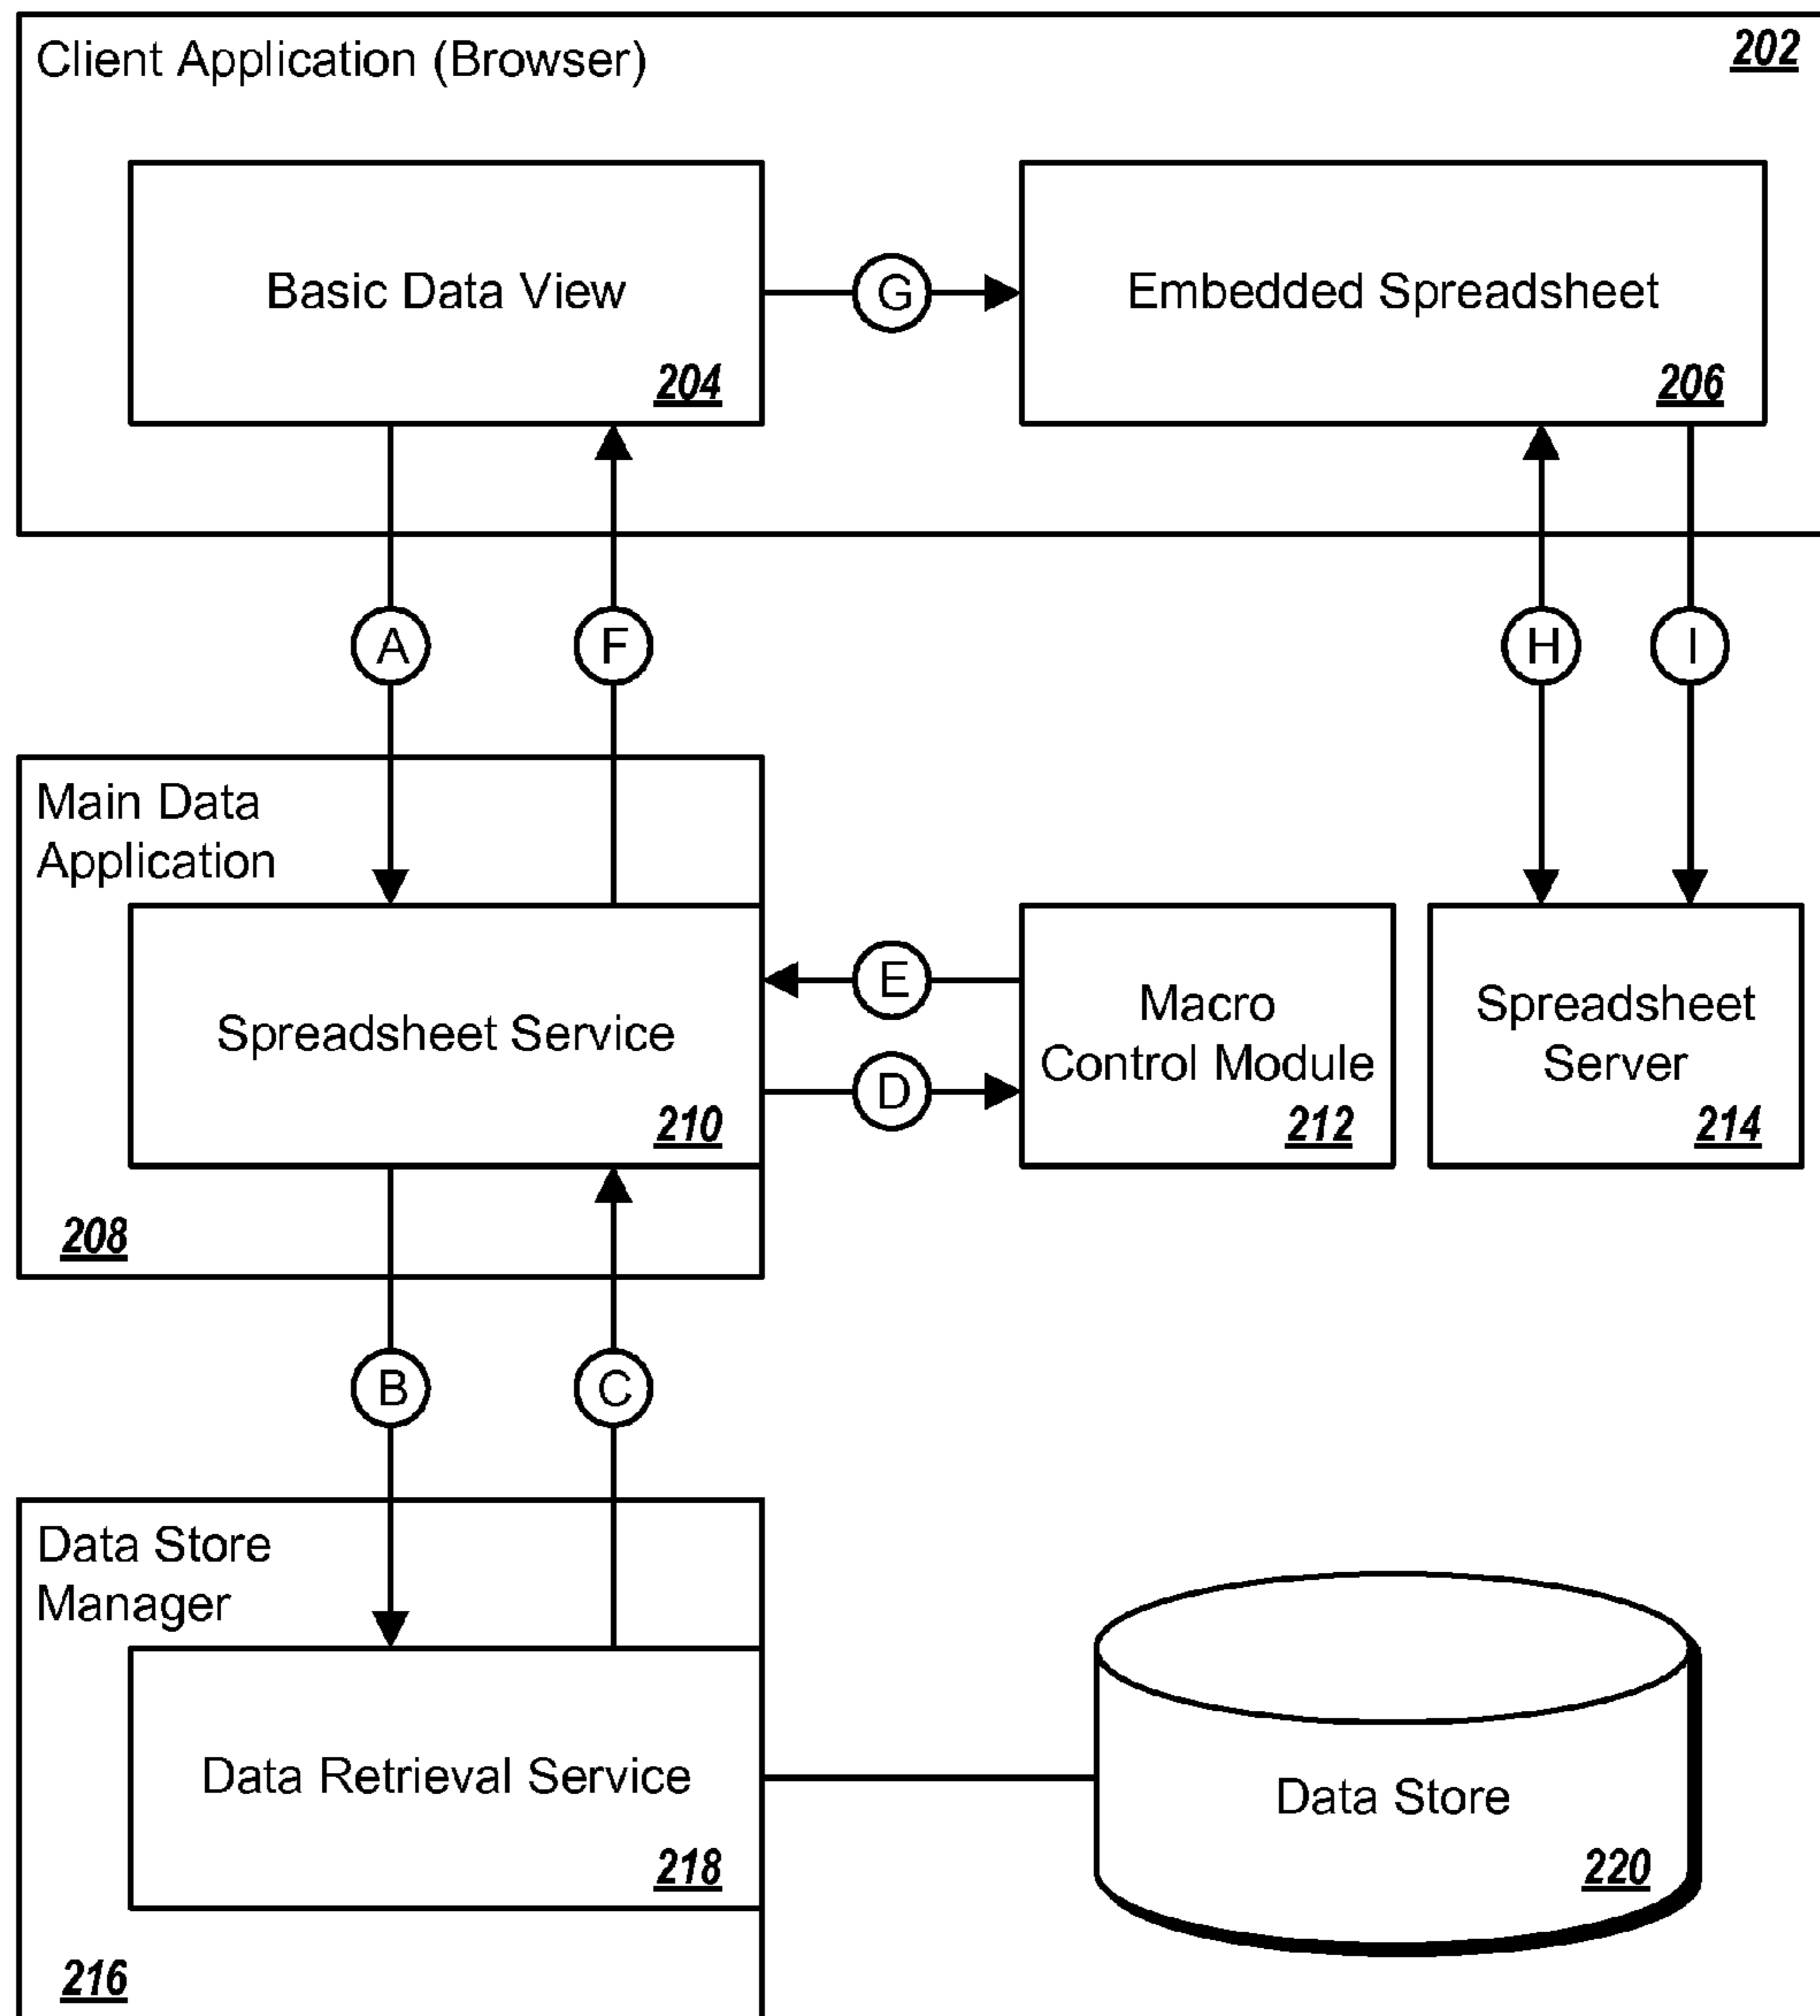 Client Application (Browser)
202
Basic Data View
204
G
Embedded Spreadsheet
206
A
F
H
I
Main Data
Application
Spreadsheet Service
210
208
E
D
Macro
Control Module
212
Spreadsheet
Server
214
B
C
Data Store
Manager
Data Retrieval Service
218
216
Data Store
220